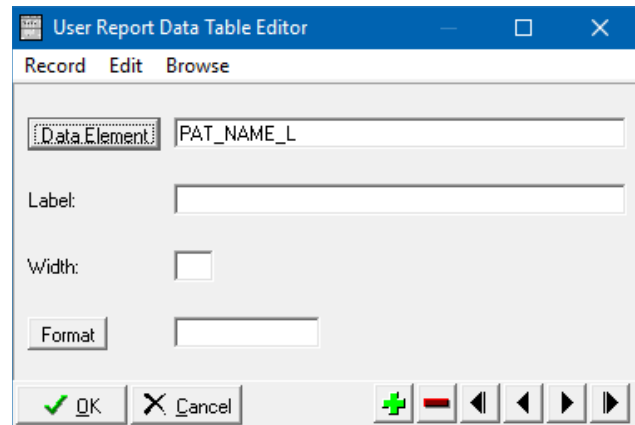 User Report Data Table Editor
Record Edit Browse
Data Element PAT_NAME_L
Label:
Width:
Format
OK Cancel